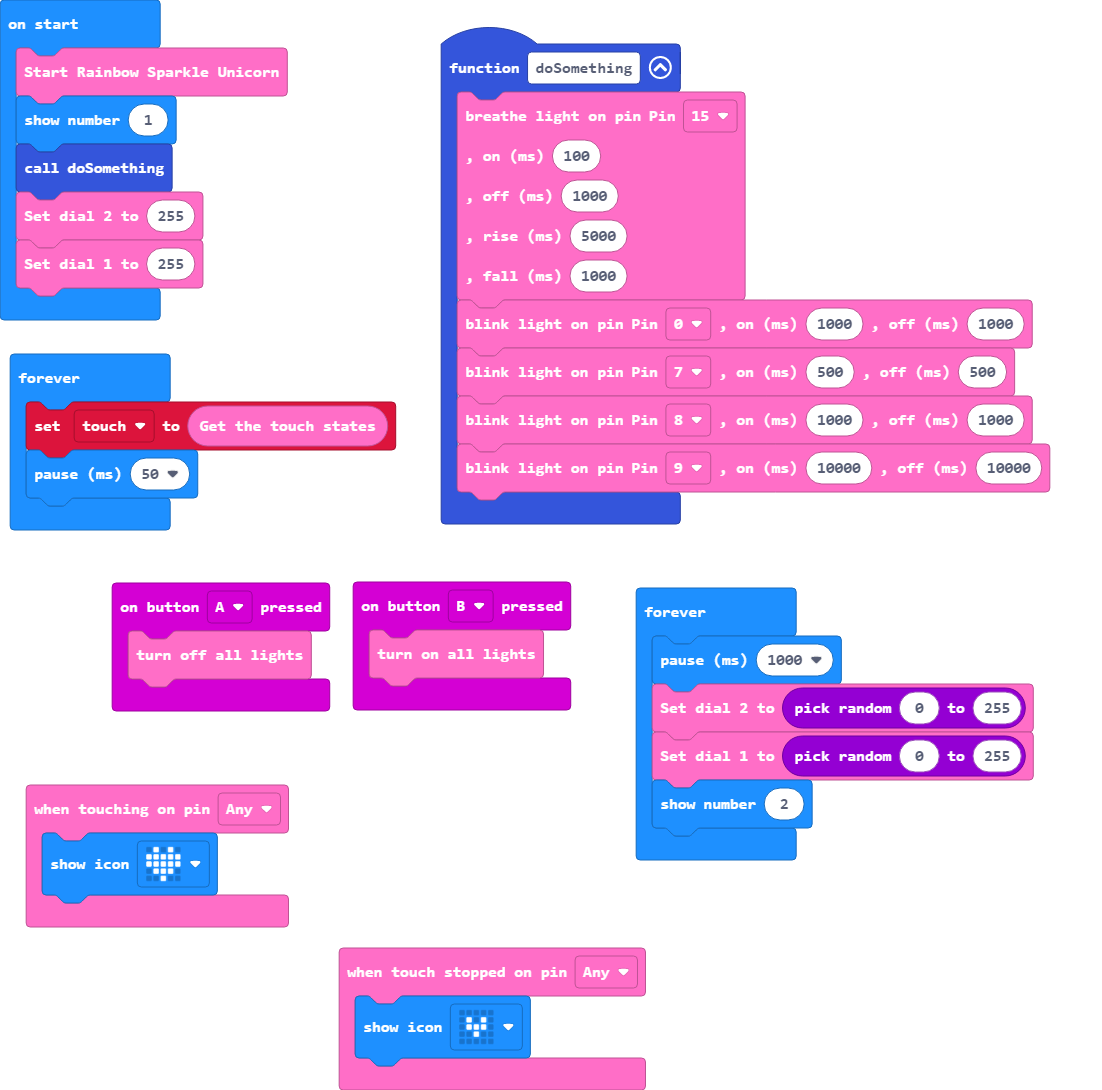 on start
Start Rainbow Sparkle Unicorn
show number 1
call doSomething
Set dial 2 to 255
Set dial 1 to 255
function doSomething
breathe light on pin Pin 15
, on (ms) 100
, off (ms) 1000
, rise (ms) 5000
, fall (ms) 1000
blink light on pin Pin 0 , on (ms) 1000 , off (ms) 1000
blink light on pin Pin 7 , on (ms) 500 , off (ms) 500
blink light on pin Pin 8 , on (ms) 1000 , off (ms) 1000
blink light on pin Pin 9 , on (ms) 10000 , off (ms) 10000
forever
set touch to Get the touch states
pause (ms) 50
on button A pressed
turn off all lights
on button B pressed
turn on all lights
forever
pause (ms) 1000
Set dial 2 to pick random 0 to 255
Set dial 1 to pick random 0 to 255
show number 2
when touching on pin Any
show icon
when touch stopped on pin Any
show icon